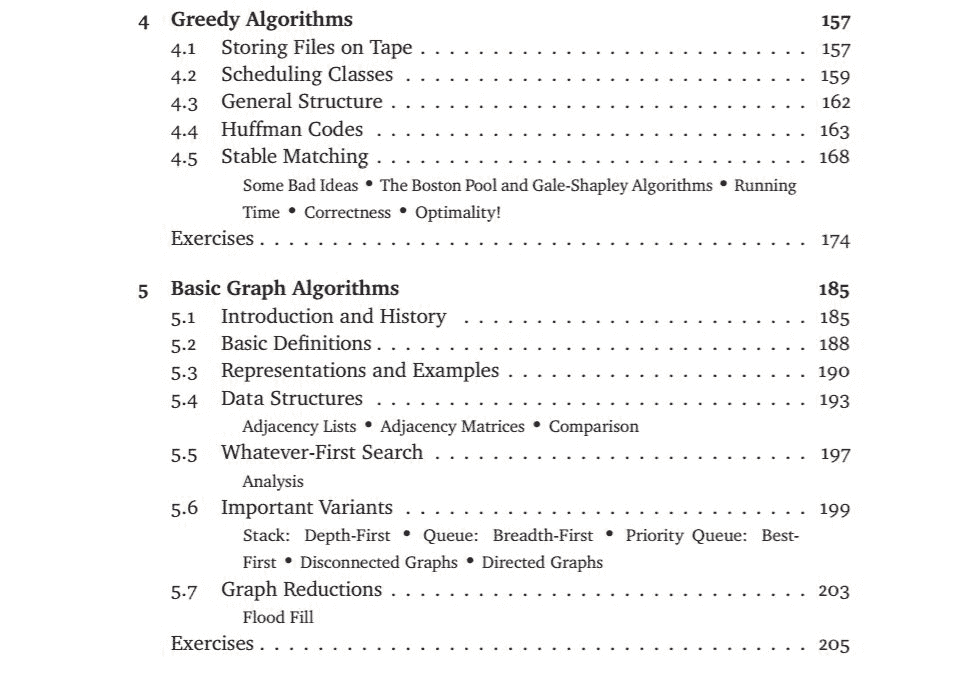 4 Greedy Algorithms 157
4.1 Storing Files on Tape . . . . . . . . . . . . . . . . . . . . . . . . . . . 157
4.2 Scheduling Classes . . . . . . . . . . . . . . . . . . . . . . . . . . . . 159
4.3 General Structure . . . . . . . . . . . . . . . . . . . . . . . . . . . . . 162
4.4 Huffman Codes . . . . . . . . . . . . . . . . . . . . . . . . . . . . . . 163
4.5 Stable Matching . . . . . . . . . . . . . . . . . . . . . . . . . . . . . . 168
Some Bad Ideas • The Boston Pool and Gale-Shapley Algorithms • Running
Time • Correctness • Optimality!
Exercises . . . . . . . . . . . . . . . . . . . . . . . . . . . . . . . . . . . . . . 174
5 Basic Graph Algorithms 185
5.1 Introduction and History . . . . . . . . . . . . . . . . . . . . . . . . 185
5.2 Basic Definitions . . . . . . . . . . . . . . . . . . . . . . . . . . . . . . 188
5.3 Representations and Examples . . . . . . . . . . . . . . . . . . . . . 190
5.4 Data Structures . . . . . . . . . . . . . . . . . . . . . . . . . . . . . . 193
Adjacency Lists • Adjacency Matrices • Comparison
5.5 Whatever-First Search . . . . . . . . . . . . . . . . . . . . . . . . . . 197
Analysis
5.6 Important Variants . . . . . . . . . . . . . . . . . . . . . . . . . . . . 199
Stack: Depth-First • Queue: Breadth-First • Priority Queue: Best-
First • Disconnected Graphs • Directed Graphs
5.7 Graph Reductions . . . . . . . . . . . . . . . . . . . . . . . . . . . . . 203
Flood Fill
Exercises . . . . . . . . . . . . . . . . . . . . . . . . . . . . . . . . . . . . . . 205